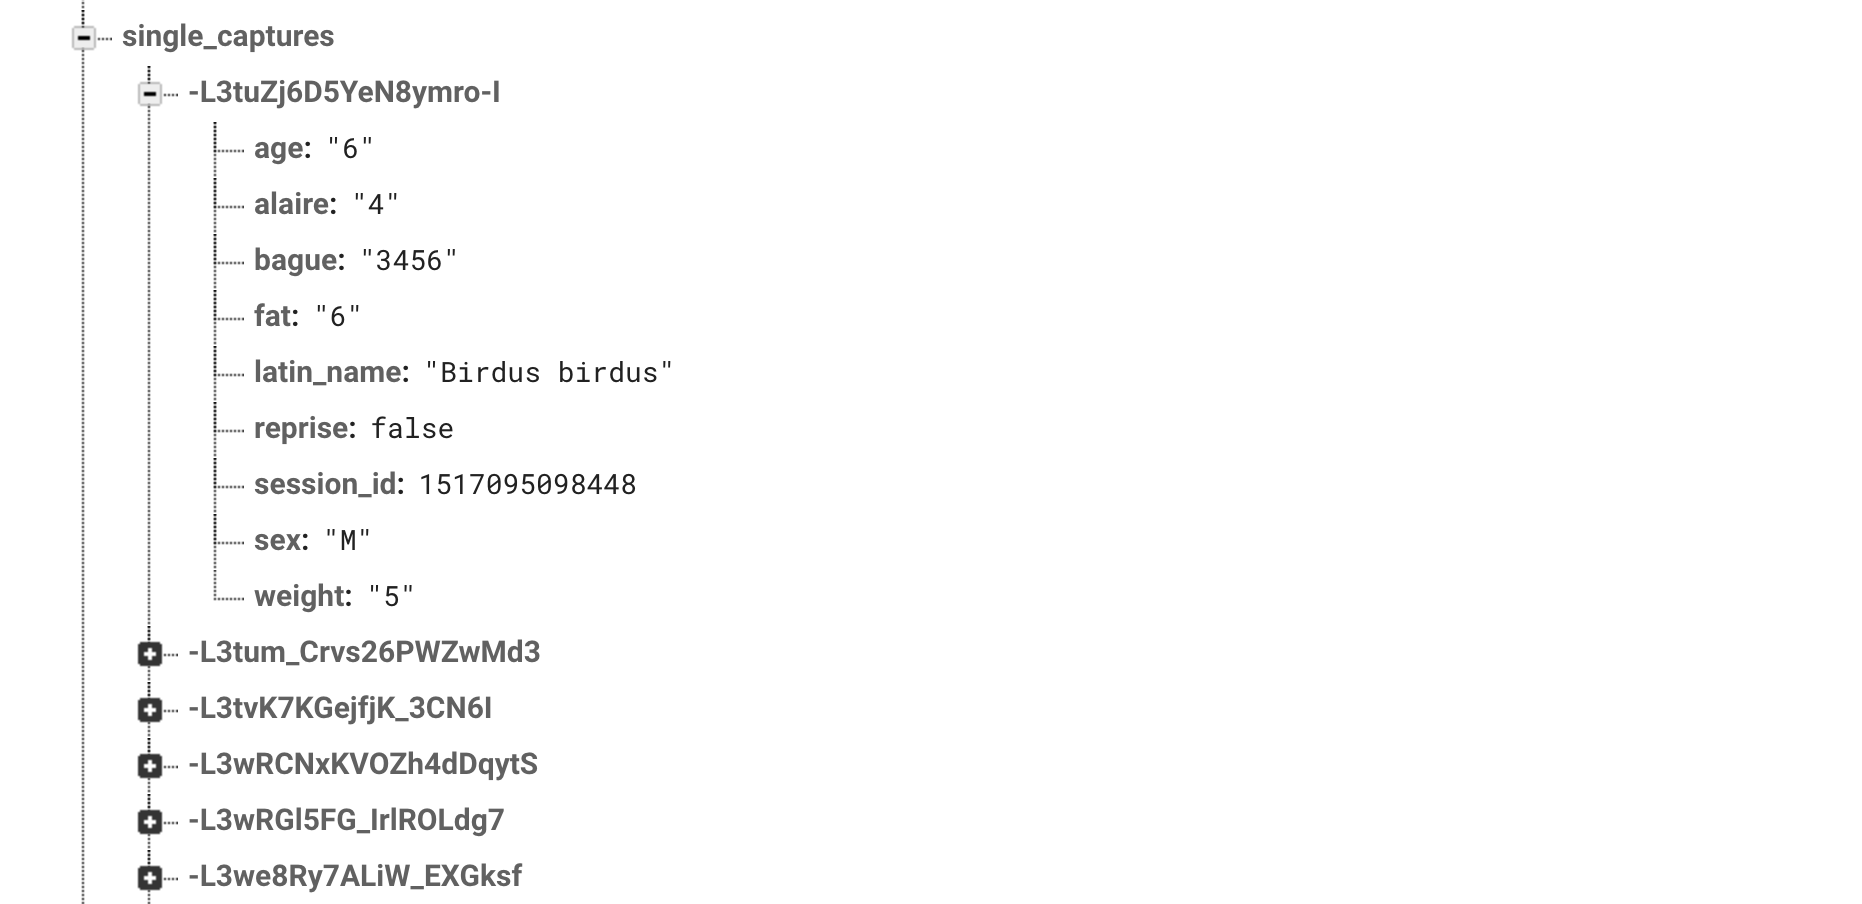 single_captures
-L3tuZj6D5YeN8ymro-I
age: "6"
alaire: "4"
bague: "3456"
fat: "6"
latin_name: "Birdus birdus"
reprise: false
session_id: 1517095098448
sex: "M"
weight: "5"
-L3tum_Crvs26PWZwMd3
-L3tvK7KGejfjK_3CN6I
-L3wRCNxKVOZh4dDqytS
-L3wRGl5FG_IrlROLdg7
-L3we8Ry7ALiW_EXGksf